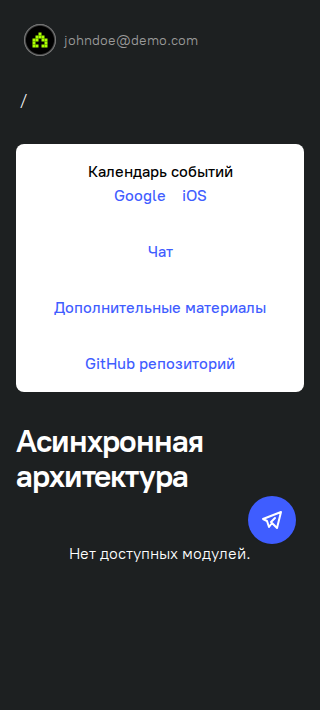 johndoe@demo.com
/
Календарь событий
Google iOS
Чат
Дополнительные материалы
GitHub репозиторий
Асинхронная
архитектура
Нет доступных модулей.